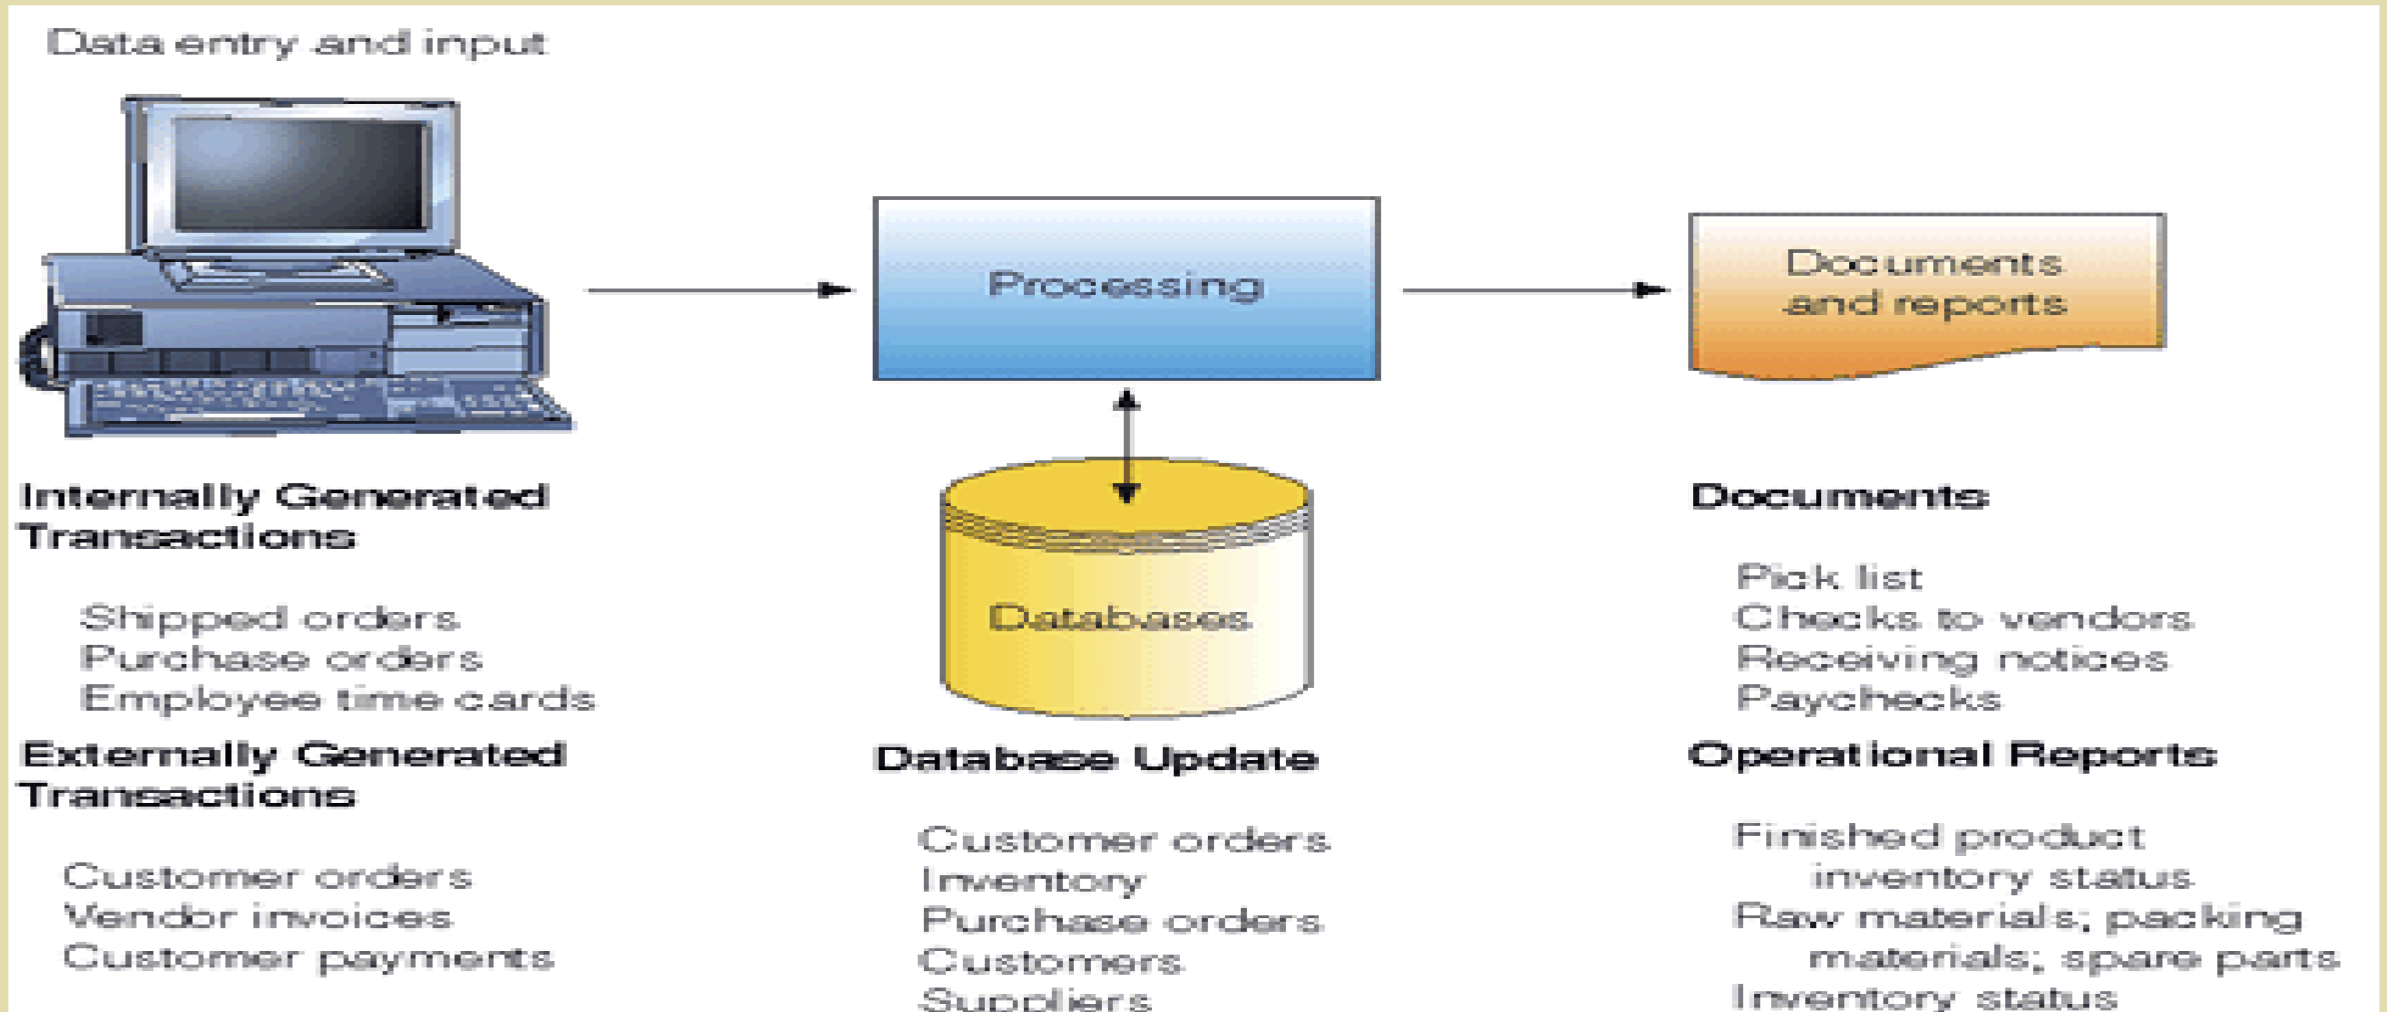 Data entry and input
Processing
Documents
and reports
Databases
Internally Generated
Transactions
Shipped orders
Purchase orders
Employee time cards
Externally Generated
Transactions
Customer orders
Vendor invoices
Customer payments
Database Update
Customer orders
Inventory
Purchase orders
Customers
Suppliers
Documents
Pick list
Checks to vendors
Receiving notices
Paychecks
Operational Reports
Finished product
inventory status
Raw materials; packing
materials; spare parts
Inventory status